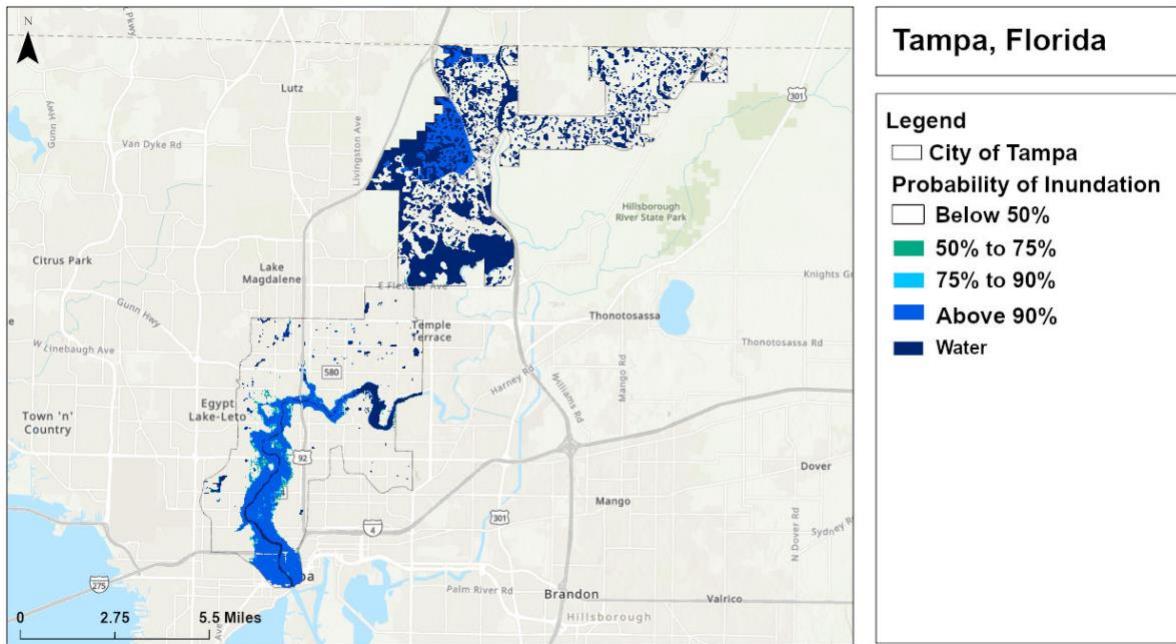 N
Pkwy
Lutz
Gunn Hwy
Van Dyke Rd
Livingston Ave
301
Hillsborough
River State Park
Citrus Park
Lake
Magdalene
Gunn Hwy
Knights
Temple
Terrace
Thonotosassa
Thonotosassa Rd
W Linebaugh Ave
580
Harney Rd
Williams Rd
Mango Rd
Egypt
Lake-Leto
Town 'n'
Country
92
Dover
Mango
301
4
N Dover Rd
Sydney
275
Palm River Rd
Brandon
Valrico
Hillsborough
0 2.75 5.5 Miles
Tampa, Florida
Legend
City of Tampa
Probability of Inundation
Below 50%
50% to 75%
75% to 90%
Above 90%
Water